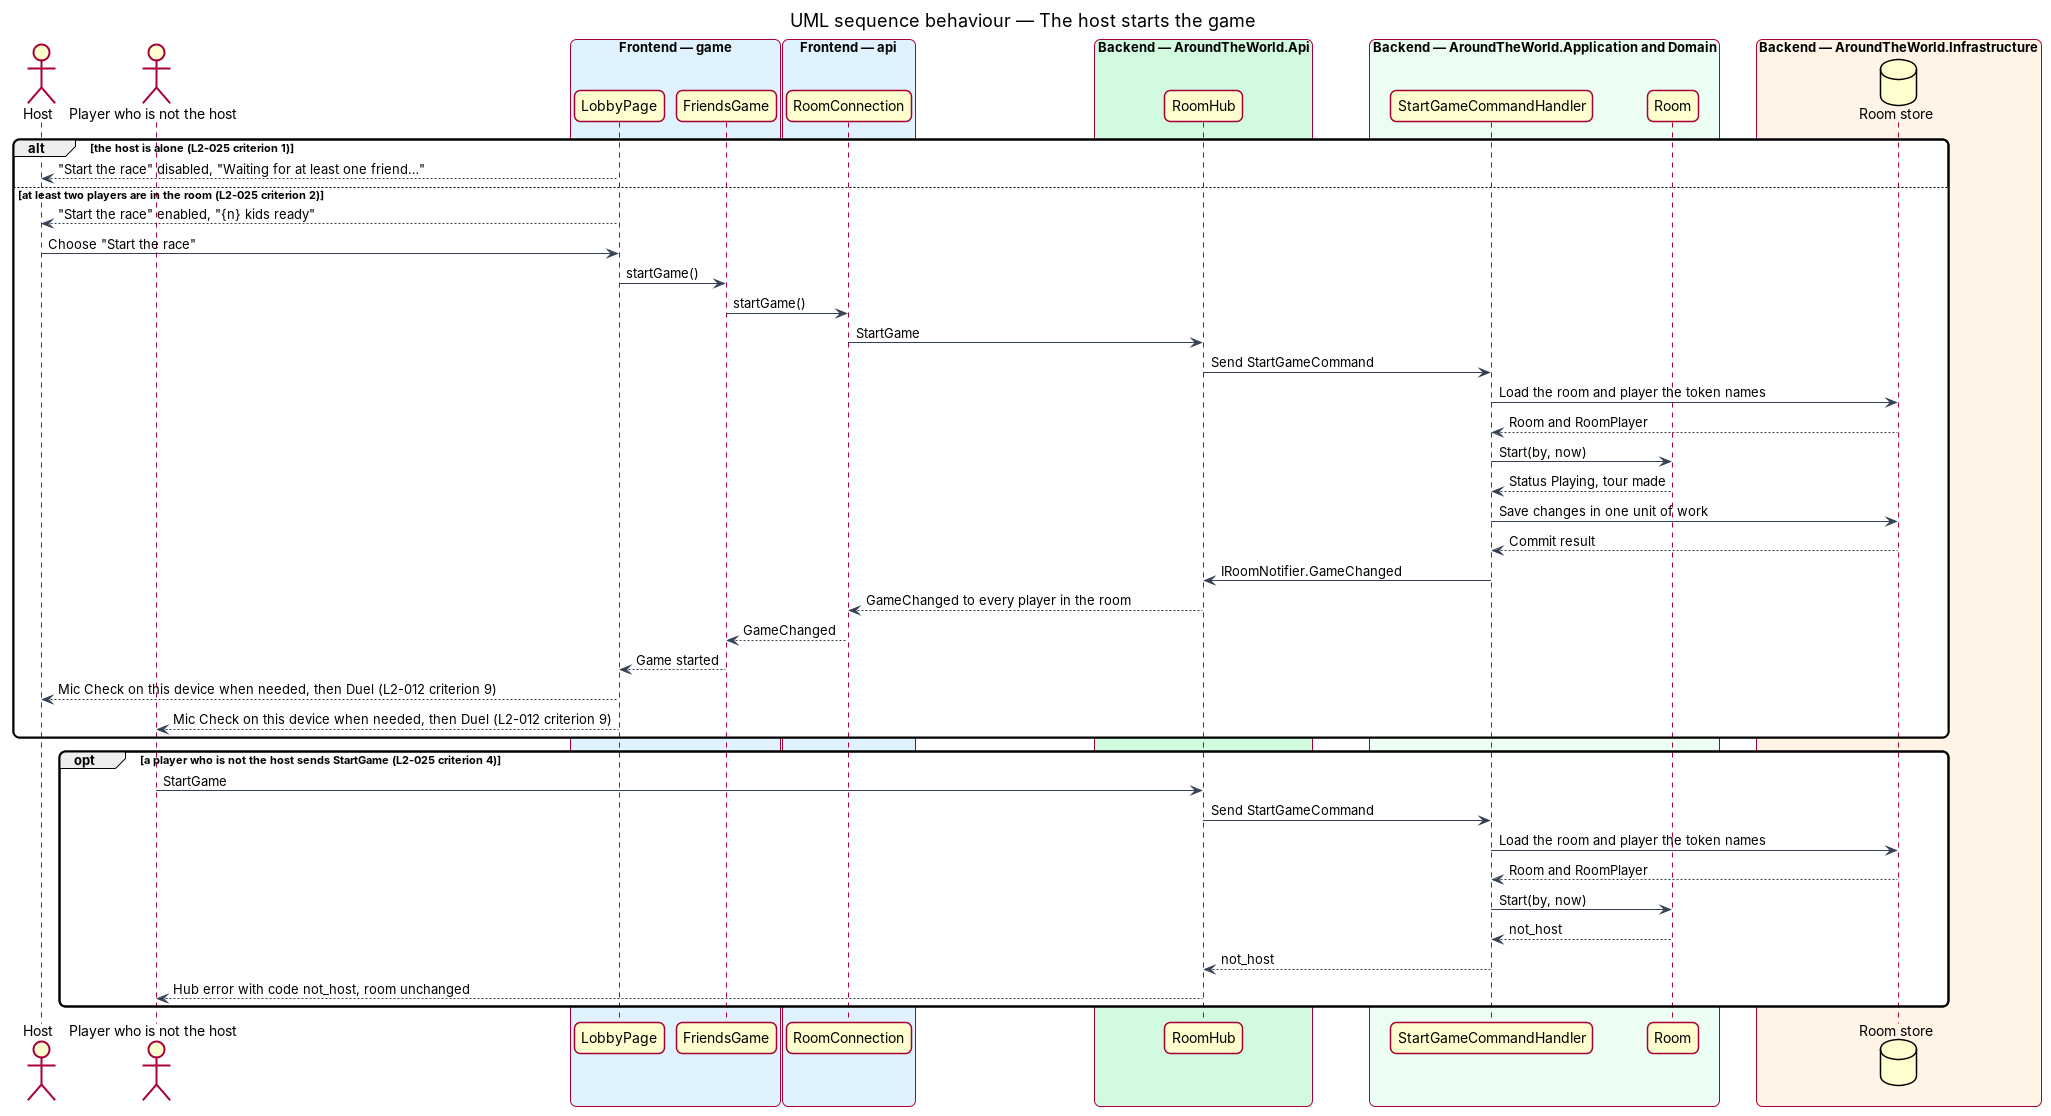 UML sequence behaviour — The host starts the game
Frontend — game
Frontend — api
Backend — AroundTheWorld.Api
Backend — AroundTheWorld.Application and Domain
Backend — AroundTheWorld.Infrastructure
Host
Player who is not the host
LobbyPage
FriendsGame
RoomConnection
RoomHub
StartGameCommandHandler
Room
Room store
alt
[the host is alone (L2-025 criterion 1)]
"Start the race" disabled, "Waiting for at least one friend..."
[at least two players are in the room (L2-025 criterion 2)]
"Start the race" enabled, "{n} kids ready"
Choose "Start the race"
startGame()
startGame()
StartGame
Send StartGameCommand
Load the room and player the token names
Room and RoomPlayer
Start(by, now)
Status Playing, tour made
Save changes in one unit of work
Commit result
IRoomNotifier.GameChanged
GameChanged to every player in the room
GameChanged
Game started
Mic Check on this device when needed, then Duel (L2-012 criterion 9)
Mic Check on this device when needed, then Duel (L2-012 criterion 9)
opt
[a player who is not the host sends StartGame (L2-025 criterion 4)]
StartGame
Send StartGameCommand
Load the room and player the token names
Room and RoomPlayer
Start(by, now)
not_host
not_host
Hub error with code not_host, room unchanged
Host
Player who is not the host
LobbyPage
FriendsGame
RoomConnection
RoomHub
StartGameCommandHandler
Room
Room store